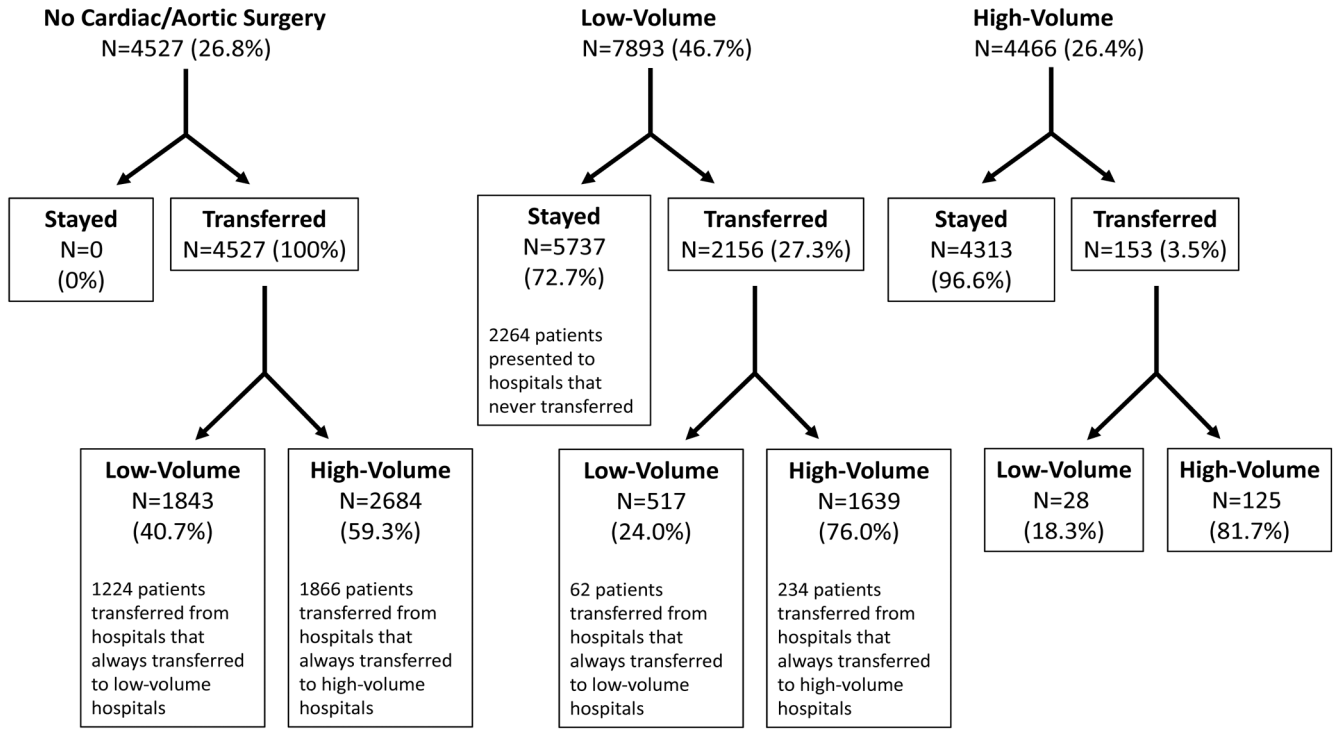 No Cardiac/Aortic Surgery
N=4527 (26.8%)
Low-Volume
N=7893 (46.7%)
High-Volume
N=4466 (26.4%)
Stayed
N=0
(0%)
Transferred
N=4527 (100%)
Stayed
N=5737
(72.7%)
2264 patients
presented to
hospitals that
never transferred
Transferred
N=2156 (27.3%)
Stayed
N=4313
(96.6%)
Transferred
N=153 (3.5%)
Low-Volume
N=1843
(40.7%)
1224 patients
transferred from
hospitals that
always transferred
to low-volume
hospitals
High-Volume
N=2684
(59.3%)
1866 patients
transferred from
hospitals that
always transferred
to high-volume
hospitals
Low-Volume
N=517
(24.0%)
62 patients
transferred from
hospitals that
always transferred
to low-volume
hospitals
High-Volume
N=1639
(76.0%)
234 patients
transferred from
hospitals that
always transferred
to high-volume
hospitals
Low-Volume
N=28
(18.3%)
High-Volume
N=125
(81.7%)